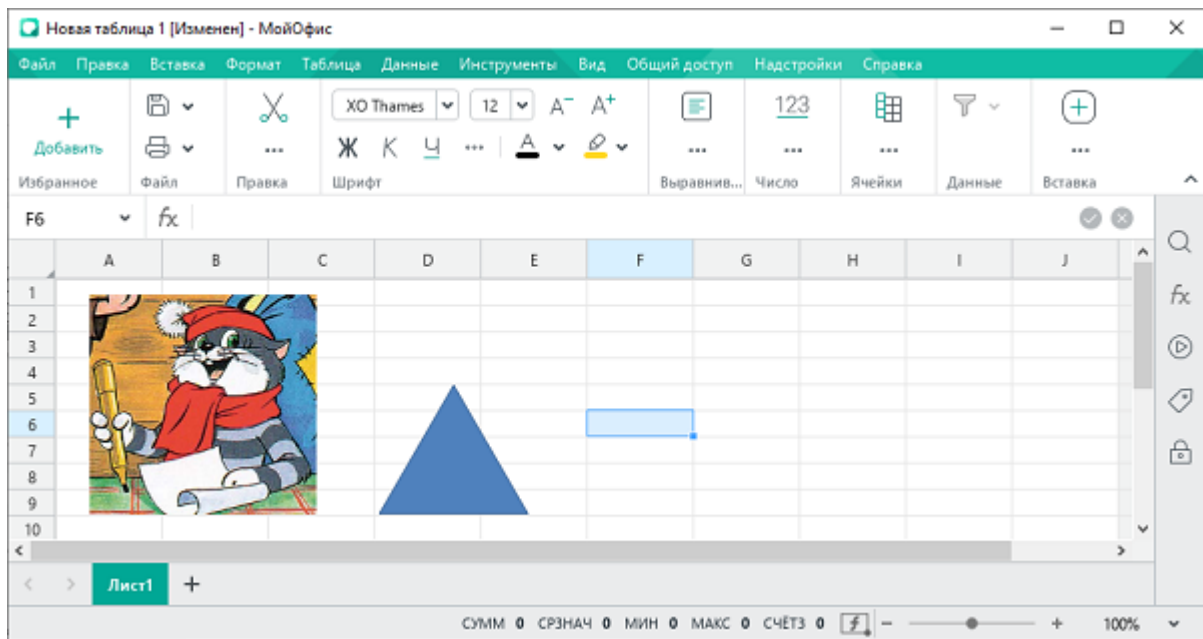 Новая таблица 1 [Изменен] - МойОфис
Файл Правка Вставка Формат Таблица Данные Инструменты Вид Общий доступ Надстройки Справка
XO Thames 12 А⁻ А⁺ 123
Добавить Ж К Ч ... А ... ... ... ...
Избранное Файл Правка Шрифт Выравнив... Число Ячейки Данные Вставка
F6 fx
A B C D E F G H I J
1
2
3
4
5
6
7
8
9
10
Лист1 +
СУММ 0 СРЗНАЧ 0 МИН 0 МАКС 0 СЧЁТЗ 0 100%